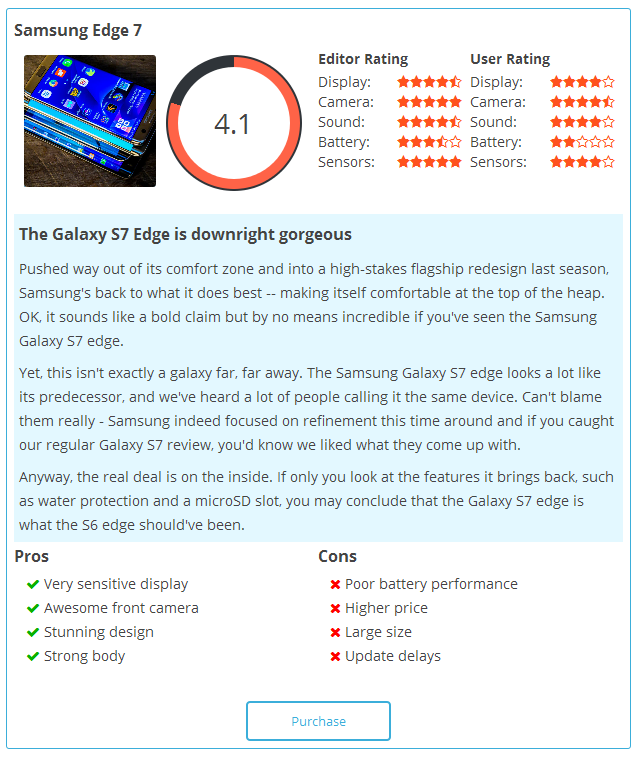 Samsung Edge 7
4.1
Editor Rating
Display:
Camera:
Sound:
Battery:
Sensors:
User Rating
Display:
Camera:
Sound:
Battery:
Sensors:
The Galaxy S7 Edge is downright gorgeous
Pushed way out of its comfort zone and into a high-stakes flagship redesign last season,
Samsung's back to what it does best -- making itself comfortable at the top of the heap.
OK, it sounds like a bold claim but by no means incredible if you've seen the Samsung
Galaxy S7 edge.
Yet, this isn't exactly a galaxy far, far away. The Samsung Galaxy S7 edge looks a lot like
its predecessor, and we've heard a lot of people calling it the same device. Can't blame
them really - Samsung indeed focused on refinement this time around and if you caught
our regular Galaxy S7 review, you'd know we liked what they come up with.
Anyway, the real deal is on the inside. If only you look at the features it brings back, such
as water protection and a microSD slot, you may conclude that the Galaxy S7 edge is
what the S6 edge should've been.
Pros
Very sensitive display
Awesome front camera
Stunning design
Strong body
Cons
Poor battery performance
Higher price
Large size
Update delays
Purchase